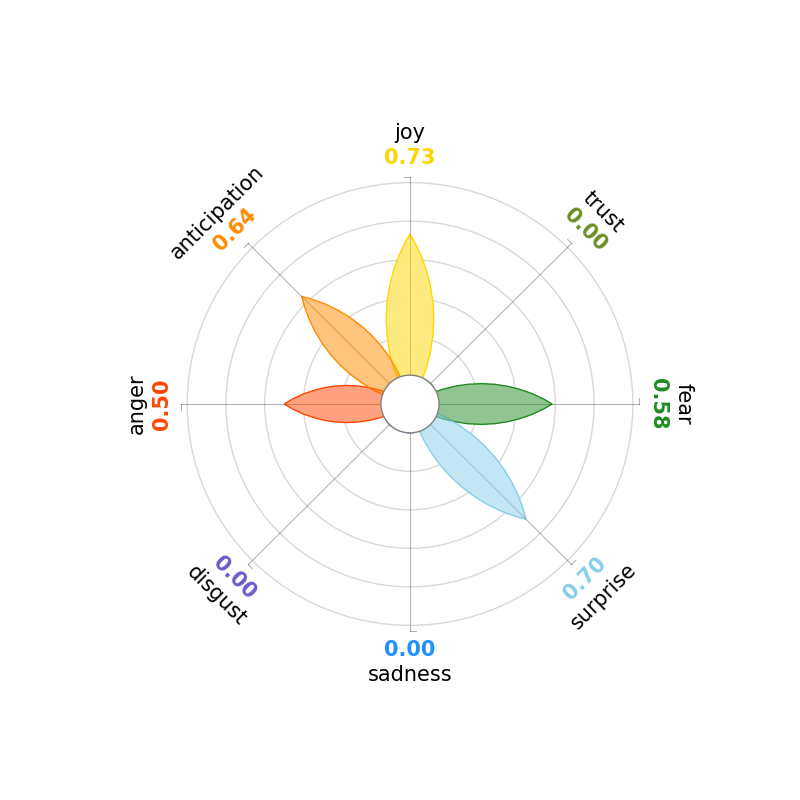 joy
0.73
trust
0.00
fear
0.58
surprise
0.70
sadness
0.00
disgust
0.00
anger
0.50
anticipation
0.64